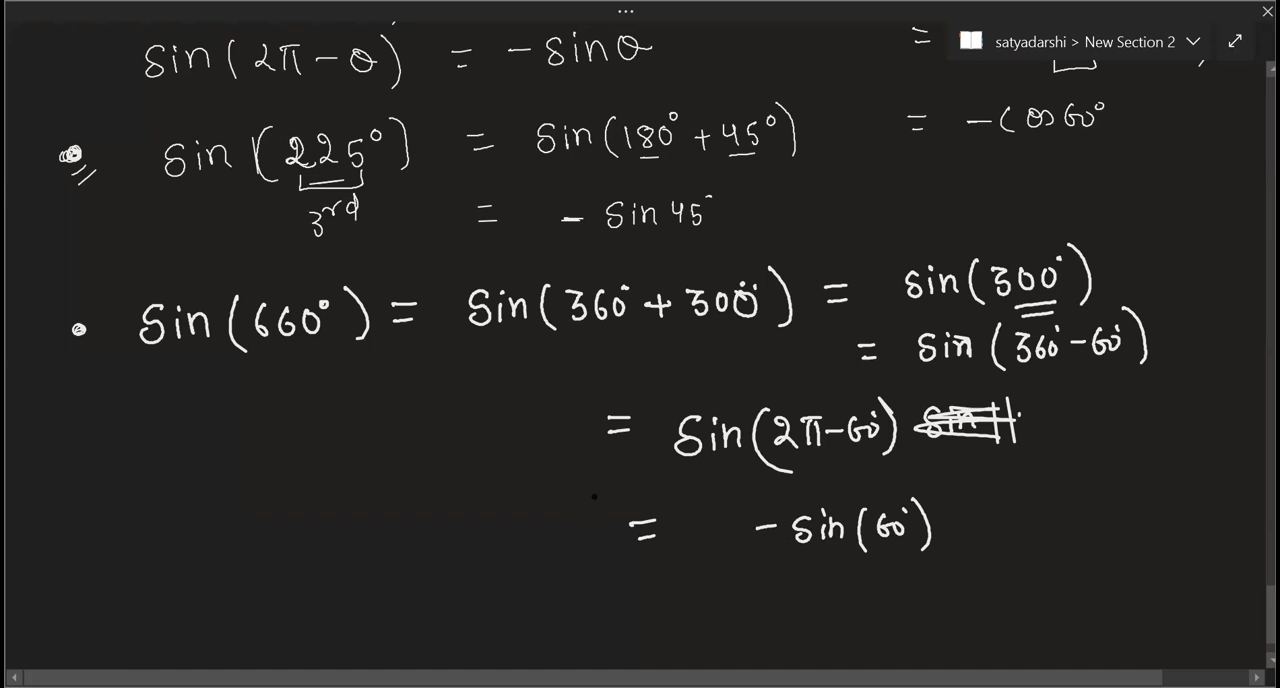 ...
satyadarshi > New Section 2
sin(2π - θ) = - sinθ =
sin(225°) = sin(180° + 45°) = - cos 60°
3rd = - sin 45°
sin(660°) = sin(360° + 300°) = sin(300°)
= sin(360° - 60°)
= sin(2π - 60°)
= - sin(60°)